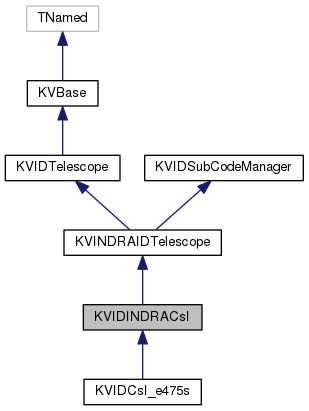 TNamed
KVBase
KVIDTelescope
KVIDSubCodeManager
KVINDRAIDTelescope
KVIDINDRACsI
KVIDCsI_e475s